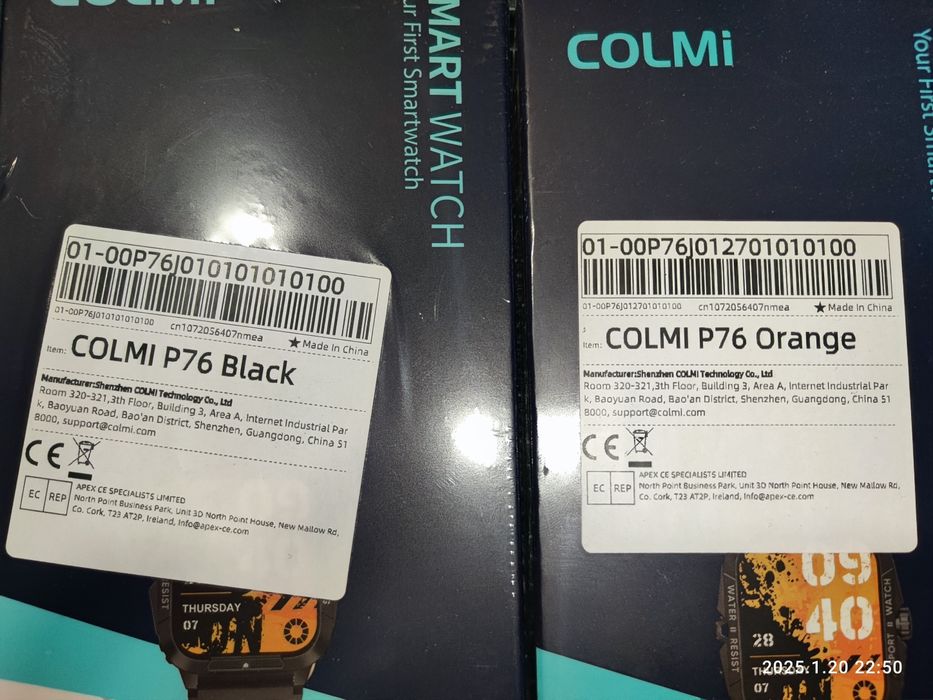 COLMi
SMART WATCH
Your First Smartwatch
01-00P76J010101010100
01-00P76J010101010100 cn1072056407nmea ★ Made In China
Item: COLMI P76 Black
Manufacturer:Shenzhen COLMI Technology Co., Ltd
Room 320-321,3th Floor, Building 3, Area A, Internet Industrial Par
k, Baoyuan Road, Bao'an District, Shenzhen, Guangdong, China 51
8000, support@colmi.com
CE
EC REP
APEX CE SPECIALISTS LIMITED
North Point Business Park, Unit 3D North Point House, New Mallow Rd,
Co. Cork, T23 AT2P, Ireland, Info@apex-ce.com
RESIST
THURSDAY
07
COLMi
Your First Smart
01-00P76J012701010100
01-00P76J012701010100 cn1072056407nmea ★ Made In China
Item: COLMI P76 Orange
Manufacturer:Shenzhen COLMI Technology Co., Ltd
Room 320-321,3th Floor, Building 3, Area A, Internet Industrial Par
k, Baoyuan Road, Bao'an District, Shenzhen, Guangdong, China 51
8000, support@colmi.com
CE
EC REP
APEX CE SPECIALISTS LIMITED
North Point Business Park, Unit 3D North Point House, New Mallow Rd,
Co. Cork, T23 AT2P, Ireland, Info@apex-ce.com
09
40
28
THURSDAY
07
WATER RESIST
SPORT WATCH
2025.1.20 22:50